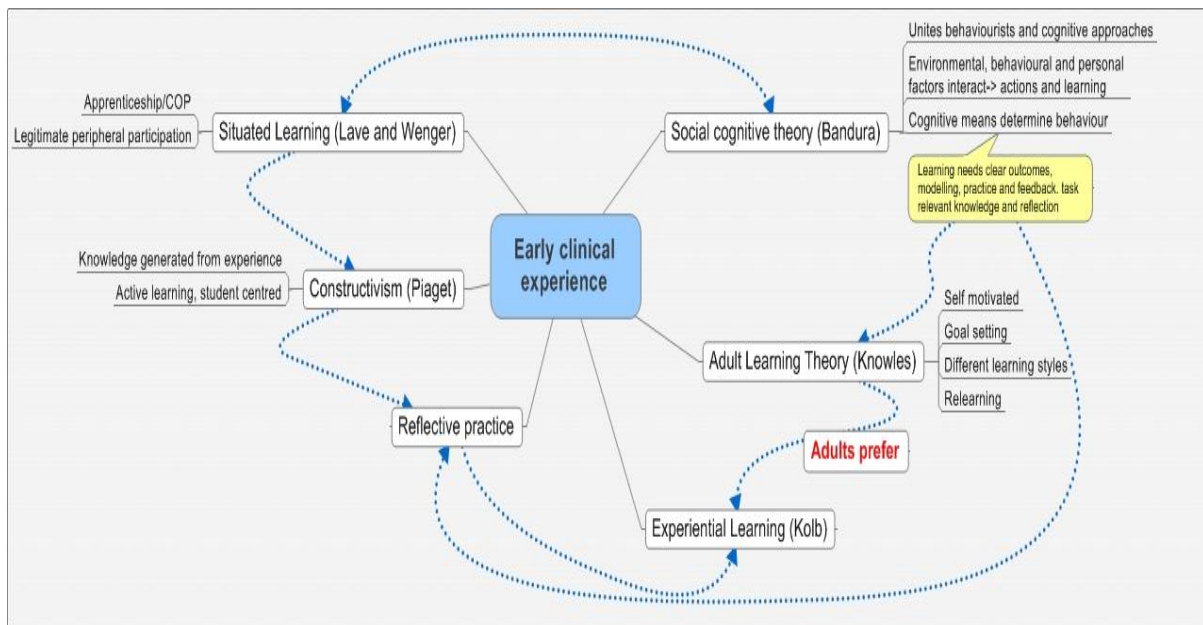 Unites behaviourists and cognitive approaches
Environmental, behavioural and personal
factors interact-> actions and learning
Cognitive means determine behaviour
Apprenticeship/COP
Legitimate peripheral participation
Situated Learning (Lave and Wenger)
Social cognitive theory (Bandura)
Learning needs clear outcomes,
modelling, practice and feedback. task
relevant knowledge and reflection
Early clinical
experience
Knowledge generated from experience
Active learning, student centred
Constructivism (Piaget)
Self motivated
Goal setting
Different learning styles
Relearning
Adult Learning Theory (Knowles)
Reflective practice
Adults prefer
Experiential Learning (Kolb)